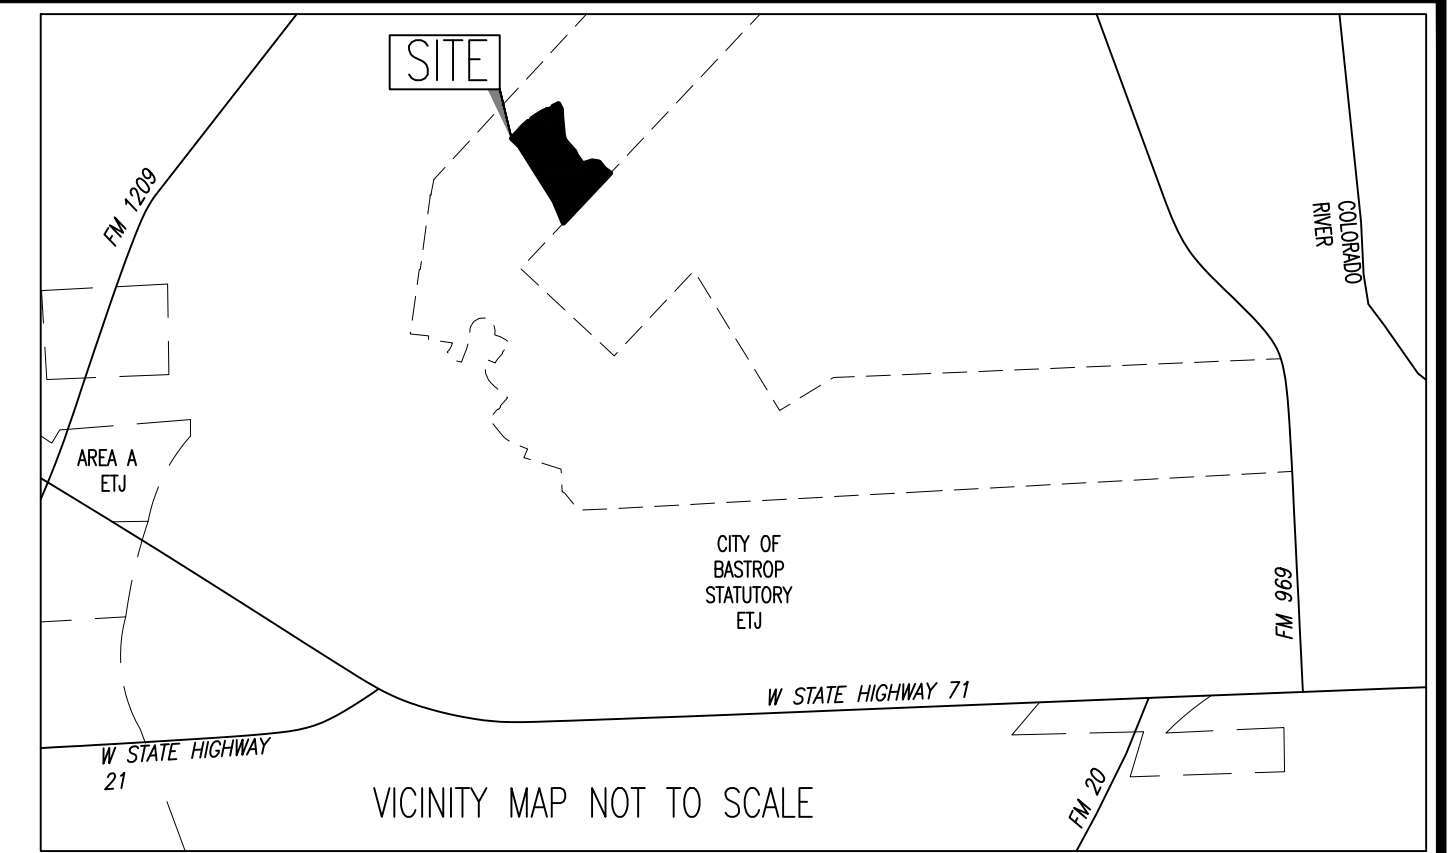 SITE
FM 1209
COLORADO
RIVER
AREA A
ETJ
CITY OF
BASTROP
STATUTORY
ETJ
FM 969
W STATE HIGHWAY 71
W STATE HIGHWAY
21
FM 20
VICINITY MAP NOT TO SCALE